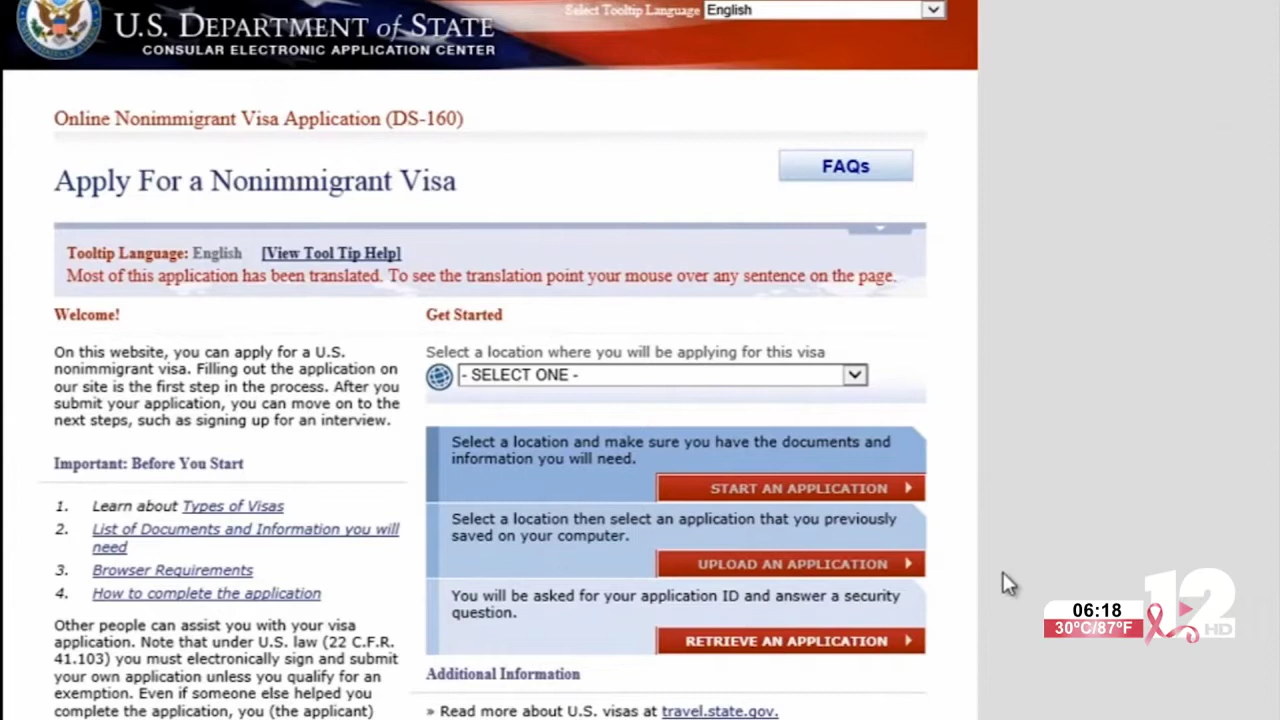 U.S. DEPARTMENT of STATE
CONSULAR ELECTRONIC APPLICATION CENTER
Select Tooltip Language English
Online Nonimmigrant Visa Application (DS-160)
Apply For a Nonimmigrant Visa
FAQs
Tooltip Language: English [View Tool Tip Help]
Most of this application has been translated. To see the translation point your mouse over any sentence on the page.
Welcome!
On this website, you can apply for a U.S.
nonimmigrant visa. Filling out the application on
our site is the first step in the process. After you
submit your application, you can move on to the
next steps, such as signing up for an interview.
Important: Before You Start
1. Learn about Types of Visas
2. List of Documents and Information you will
need
3. Browser Requirements
4. How to complete the application
Other people can assist you with your visa
application. Note that under U.S. law (22 C.F.R.
41.103) you must electronically sign and submit
your own application unless you qualify for an
exemption. Even if someone else helped you
complete the application, you (the applicant)
Get Started
Select a location where you will be applying for this visa
- SELECT ONE -
Select a location and make sure you have the documents and
information you will need.
START AN APPLICATION
Select a location then select an application that you previously
saved on your computer.
UPLOAD AN APPLICATION
You will be asked for your application ID and answer a security
question.
RETRIEVE AN APPLICATION
Additional Information
» Read more about U.S. visas at travel.state.gov.
06:18
30°C/87°F
12
HD